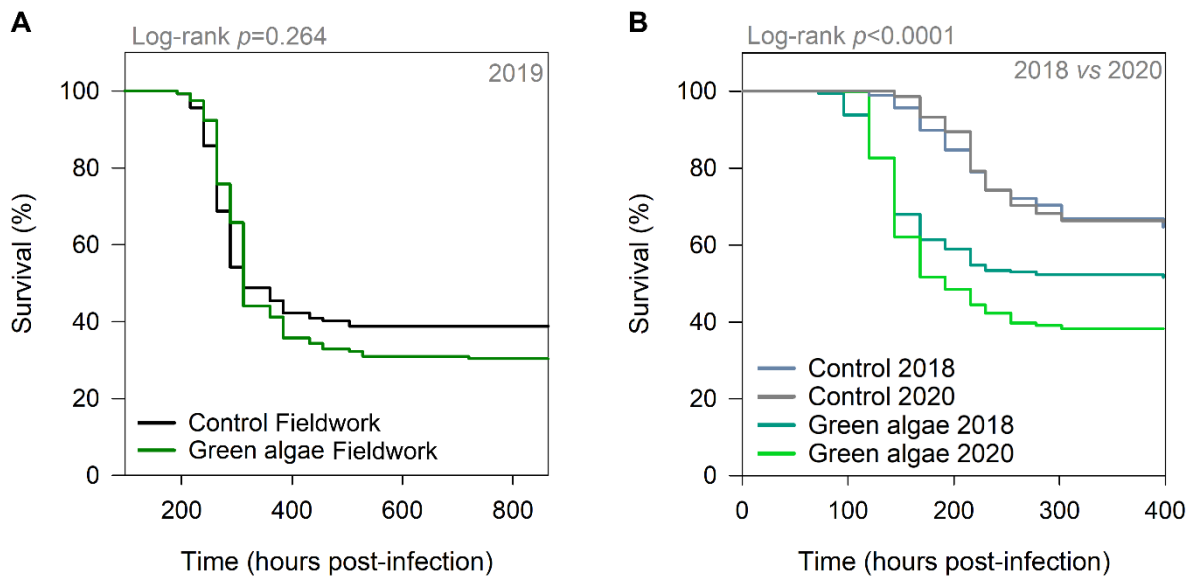 A
Log-rank p=0.264
2019
100
80
60
40
20
0
Survival (%)
Control Fieldwork
Green algae Fieldwork
200
400
600
800
Time (hours post-infection)
B
Log-rank p<0.0001
2018 vs 2020
100
80
60
40
20
0
Survival (%)
Control 2018
Control 2020
Green algae 2018
Green algae 2020
0
100
200
300
400
Time (hours post-infection)